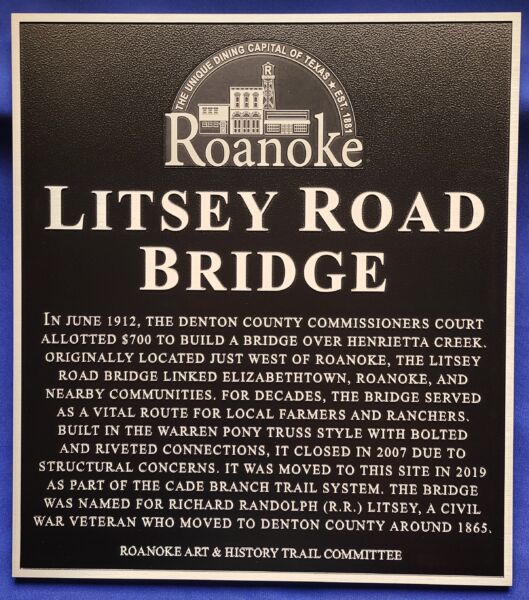 THE UNIQUE DINING CAPITAL OF TEXAS ★ EST. 1881
R
Roanoke
LITSEY ROAD
BRIDGE
IN JUNE 1912, THE DENTON COUNTY COMMISSIONERS COURT
ALLOTTED $700 TO BUILD A BRIDGE OVER HENRIETTA CREEK.
ORIGINALLY LOCATED JUST WEST OF ROANOKE, THE LITSEY
ROAD BRIDGE LINKED ELIZABETHTOWN, ROANOKE, AND
NEARBY COMMUNITIES. FOR DECADES, THE BRIDGE SERVED
AS A VITAL ROUTE FOR LOCAL FARMERS AND RANCHERS.
BUILT IN THE WARREN PONY TRUSS STYLE WITH BOLTED
AND RIVETED CONNECTIONS, IT CLOSED IN 2007 DUE TO
STRUCTURAL CONCERNS. IT WAS MOVED TO THIS SITE IN 2019
AS PART OF THE CADE BRANCH TRAIL SYSTEM. THE BRIDGE
WAS NAMED FOR RICHARD RANDOLPH (R.R.) LITSEY, A CIVIL
WAR VETERAN WHO MOVED TO DENTON COUNTY AROUND 1865.
ROANOKE ART & HISTORY TRAIL COMMITTEE